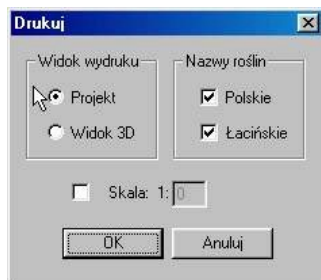 Drukuj
Widok wydruku
Projekt
Widok 3D
Nazwy roślin
Polskie
Łacińskie
Skala: 1: 0
OK
Anuluj